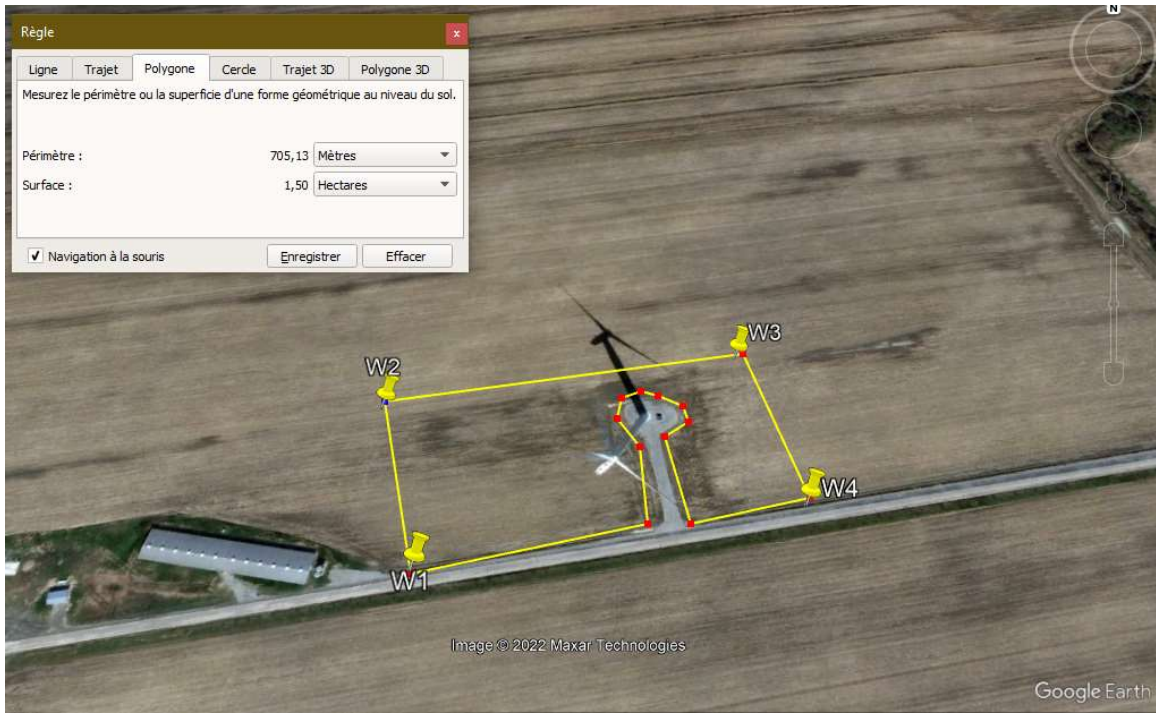 Règle
x
Ligne Trajet Polygone Cercle Trajet 3D Polygone 3D
Mesurez le périmètre ou la superficie d'une forme géométrique au niveau du sol.
Périmètre : 705,13 Mètres
Surface : 1,50 Hectares
Navigation à la souris Enregistrer Effacer
N
W3
W2
W4
W1
Image © 2022 Maxar Technologies
Google Earth